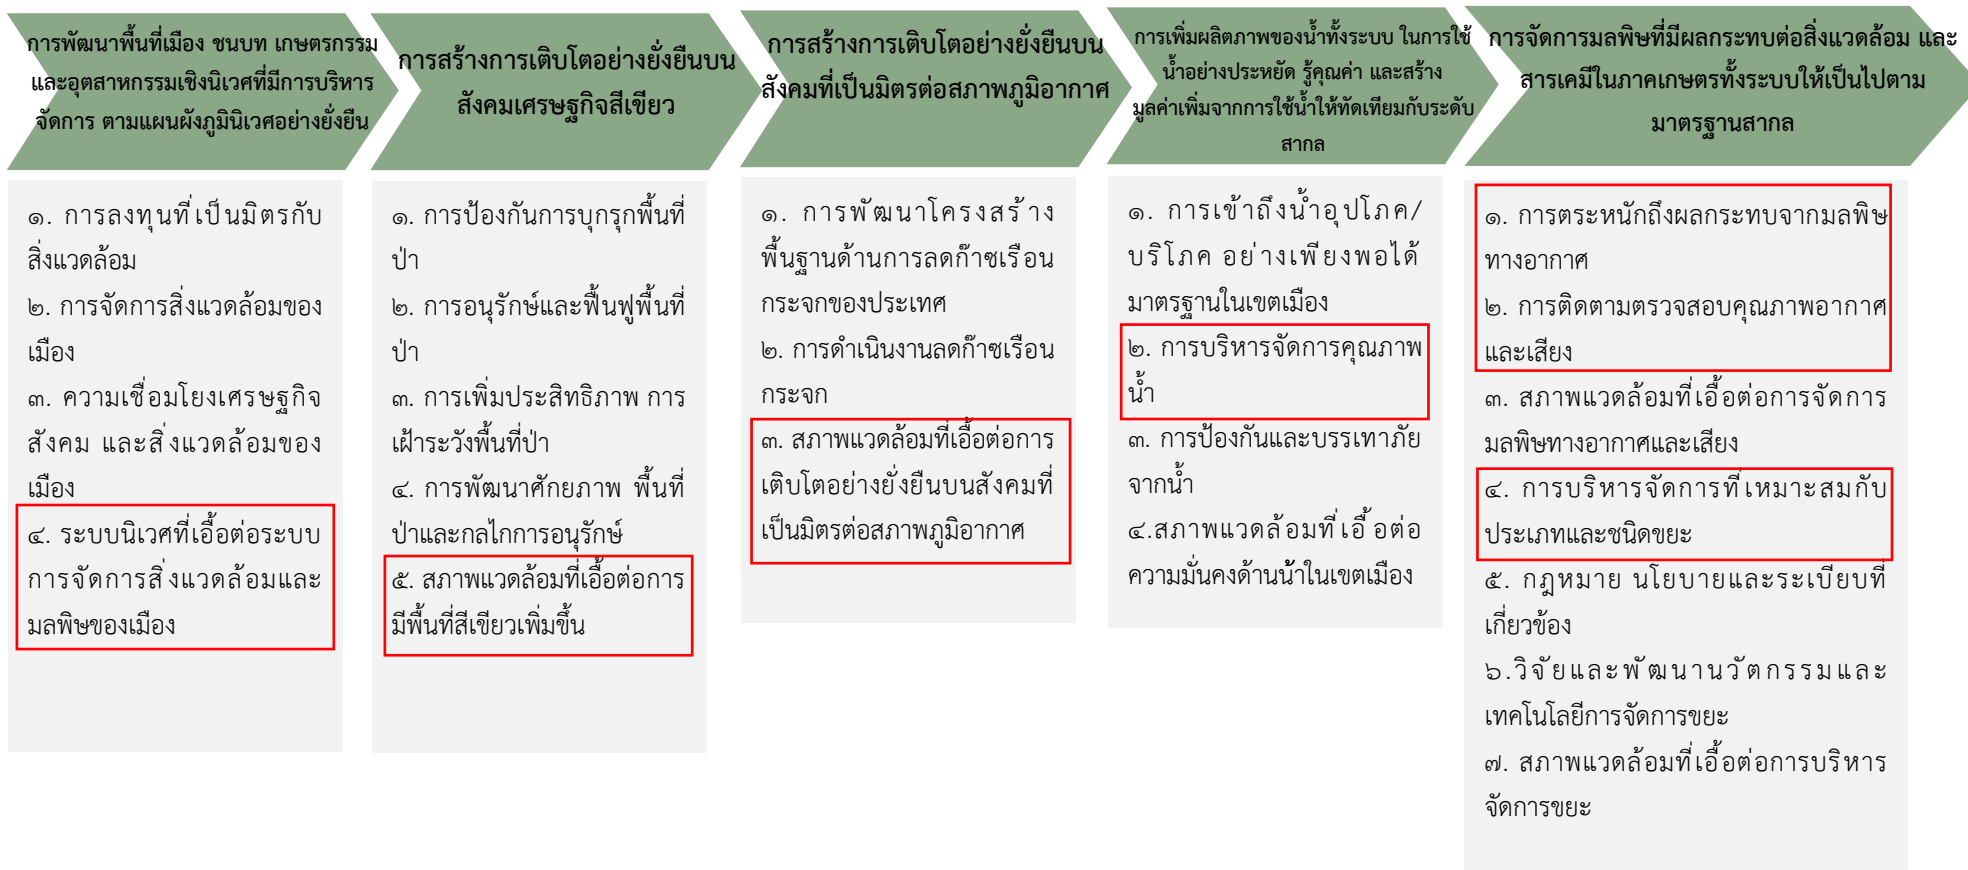 การพัฒนาพื้นที่เมือง ชนบท เกษตรกรรม
และอุตสาหกรรมเชิงนิเวศที่มีการบริหาร
จัดการ ตามแผนผังภูมินิเวศอย่างยั่งยืน
๑. การลงทุนที่เป็นมิตรกับ
สิ่งแวดล้อม
๒. การจัดการสิ่งแวดล้อมของ
เมือง
๓. ความเชื่อมโยงเศรษฐกิจ
สังคม และสิ่งแวดล้อมของ
เมือง
๔. ระบบนิเวศที่เอื้อต่อระบบ
การจัดการสิ่งแวดล้อมและ
มลพิษของเมือง
การสร้างการเติบโตอย่างยั่งยืนบน
สังคมเศรษฐกิจสีเขียว
๑. การป้องกันการบุกรุกพื้นที่
ป่า
๒. การอนุรักษ์และฟื้นฟูพื้นที่
ป่า
๓. การเพิ่มประสิทธิภาพ การ
เฝ้าระวังพื้นที่ป่า
๔. การพัฒนาศักยภาพ พื้นที่
ป่าและกลไกการอนุรักษ์
๕. สภาพแวดล้อมที่เอื้อต่อการ
มีพื้นที่สีเขียวเพิ่มขึ้น
การสร้างการเติบโตอย่างยั่งยืนบน
สังคมที่เป็นมิตรต่อสภาพภูมิอากาศ
๑. การพัฒนาโครงสร้าง
พื้นฐานด้านการลดก๊าซเรือน
กระจกของประเทศ
๒. การดำเนินงานลดก๊าซเรือน
กระจก
๓. สภาพแวดล้อมที่เอื้อต่อการ
เติบโตอย่างยั่งยืนบนสังคมที่
เป็นมิตรต่อสภาพภูมิอากาศ
การเพิ่มผลิตภาพของน้ำทั้งระบบ ในการใช้
น้ำอย่างประหยัด รู้คุณค่า และสร้าง
มูลค่าเพิ่มจากการใช้น้ำให้ทัดเทียมกับระดับ
สากล
๑. การเข้าถึงน้ำอุปโภค/
บริโภค อย่างเพียงพอได้
มาตรฐานในเขตเมือง
๒. การบริหารจัดการคุณภาพ
น้ำ
๓. การป้องกันและบรรเทาภัย
จากน้ำ
๔.สภาพแวดล้อมที่เอื้อต่อ
ความมั่นคงด้านน้ำในเขตเมือง
การจัดการมลพิษที่มีผลกระทบต่อสิ่งแวดล้อม และ
สารเคมีในภาคเกษตรทั้งระบบให้เป็นไปตาม
มาตรฐานสากล
๑. การตระหนักถึงผลกระทบจากมลพิษ
ทางอากาศ
๒. การติดตามตรวจสอบคุณภาพอากาศ
และเสียง
๓. สภาพแวดล้อมที่เอื้อต่อการจัดการ
มลพิษทางอากาศและเสียง
๔. การบริหารจัดการที่เหมาะสมกับ
ประเภทและชนิดขยะ
๕. กฎหมาย นโยบายและระเบียบที่
เกี่ยวข้อง
๖.วิจัยและพัฒนานวัตกรรมและ
เทคโนโลยีการจัดการขยะ
๗. สภาพแวดล้อมที่เอื้อต่อการบริหาร
จัดการขยะ